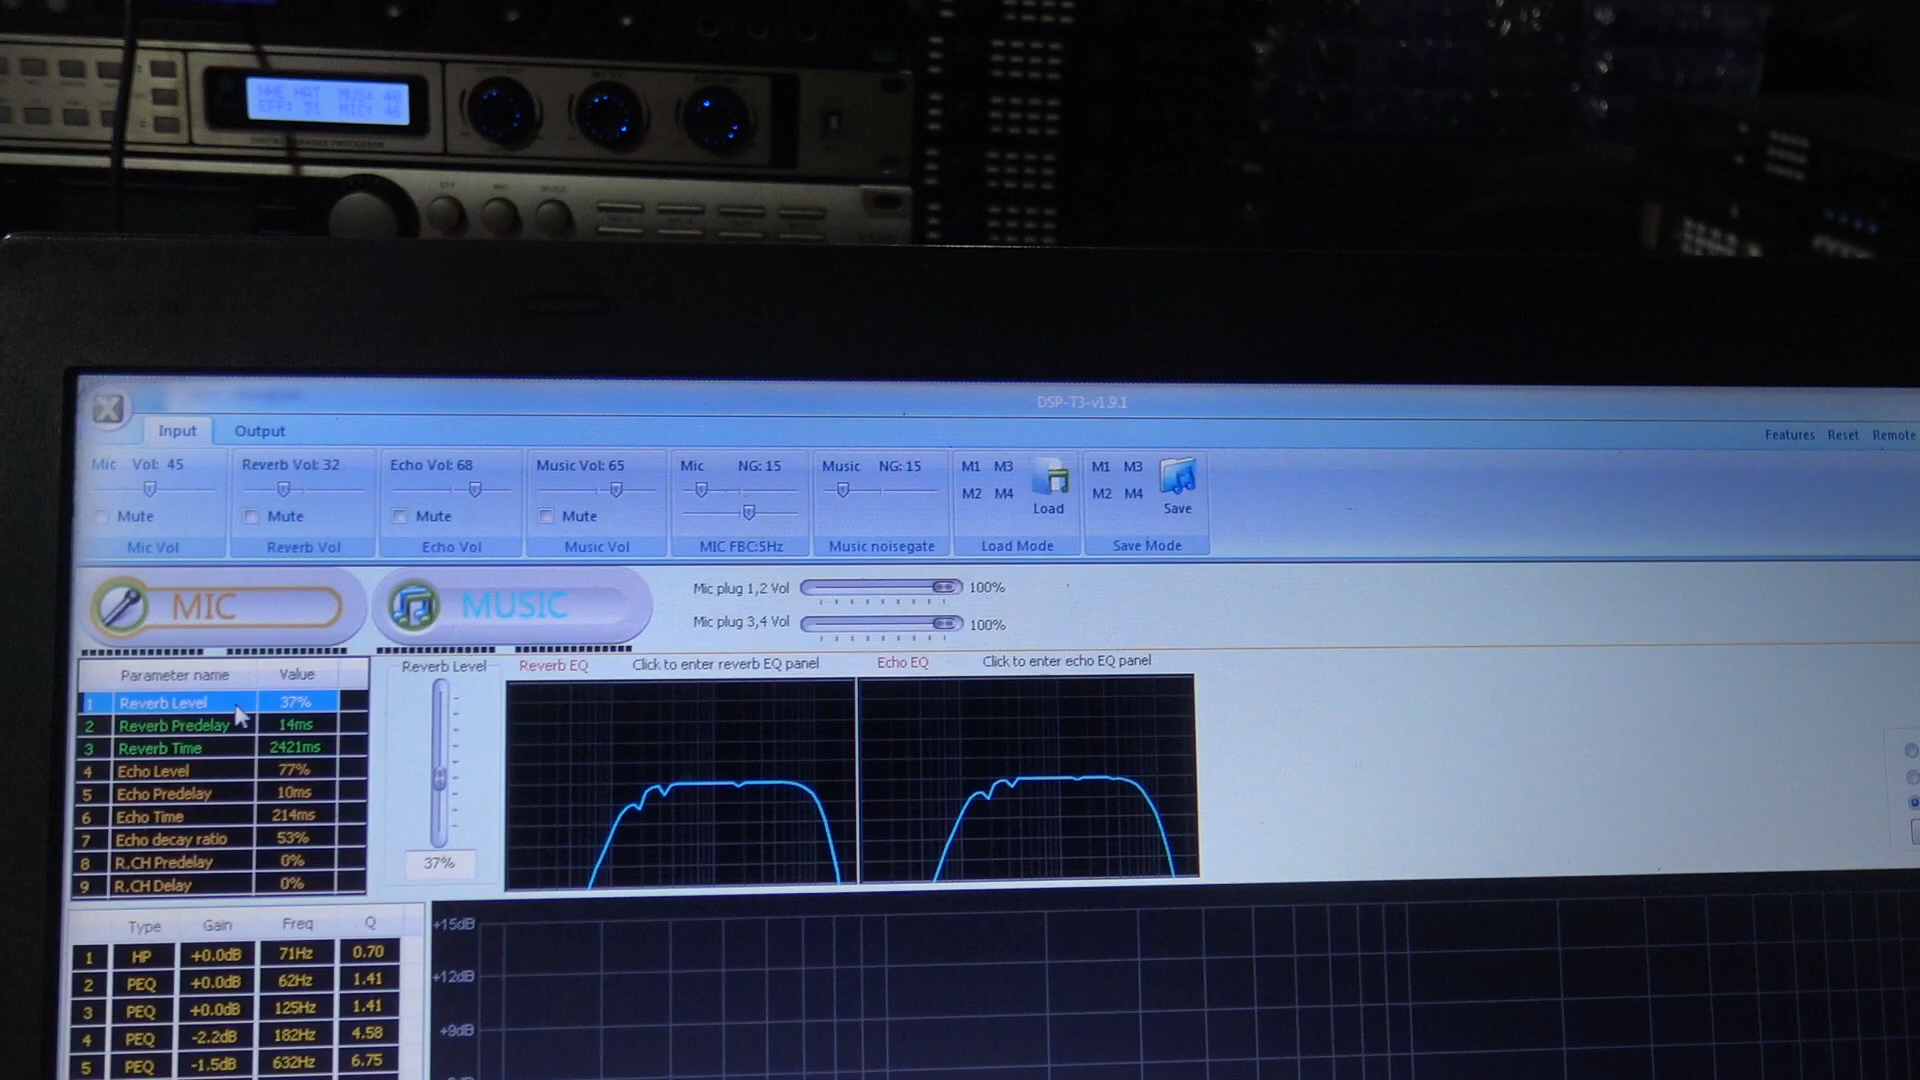 MUS: 40
MIC: 46
DSP-T3-v1.9.1
Input Output
Features Reset Remote
Mic Vol: 45 Reverb Vol: 32 Echo Vol: 68 Music Vol: 65 Mic NG: 15 Music NG: 15 M1 M3 M1 M3
M2 M4 M2 M4
Load Save
Mute Mute Mute Mute
Mic Vol Reverb Vol Echo Vol Music Vol MIC FBC:5Hz Music noisegate Load Mode Save Mode
MIC MUSIC
Mic plug 1,2 Vol 100%
Mic plug 3,4 Vol 100%
Parameter name Value
1 Reverb Level 37%
2 Reverb Predelay 14ms
3 Reverb Time 2421ms
4 Echo Level 77%
5 Echo Predelay 10ms
6 Echo Time 214ms
7 Echo decay ratio 53%
8 R.CH Predelay 0%
9 R.CH Delay 0%
Reverb Level
37%
Reverb EQ Click to enter reverb EQ panel
Echo EQ Click to enter echo EQ panel
Type Gain Freq Q
1 HP +0.0dB 71Hz 0.70
2 PEQ +0.0dB 62Hz 1.41
3 PEQ +0.0dB 125Hz 1.41
4 PEQ -2.2dB 182Hz 4.58
5 PEQ -1.5dB 632Hz 6.75
+15dB
+12dB
+9dB